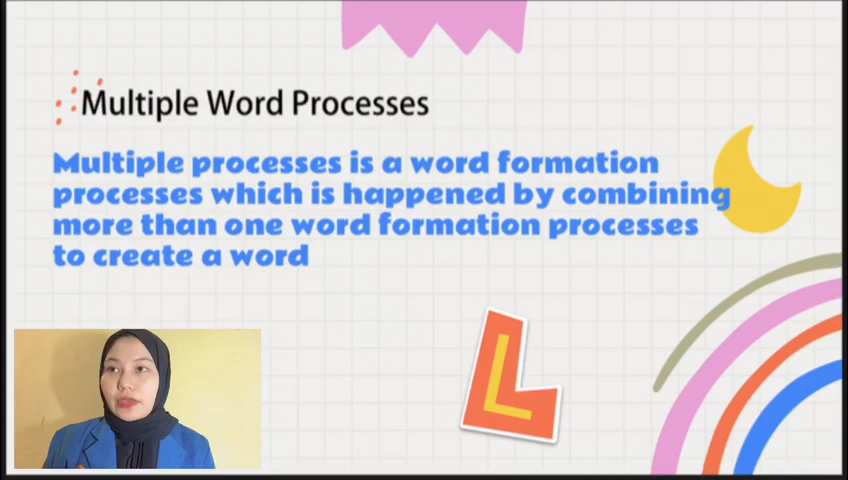 Multiple Word Processes
Multiple processes is a word formation
processes which is happened by combining
more than one word formation processes
to create a word
L